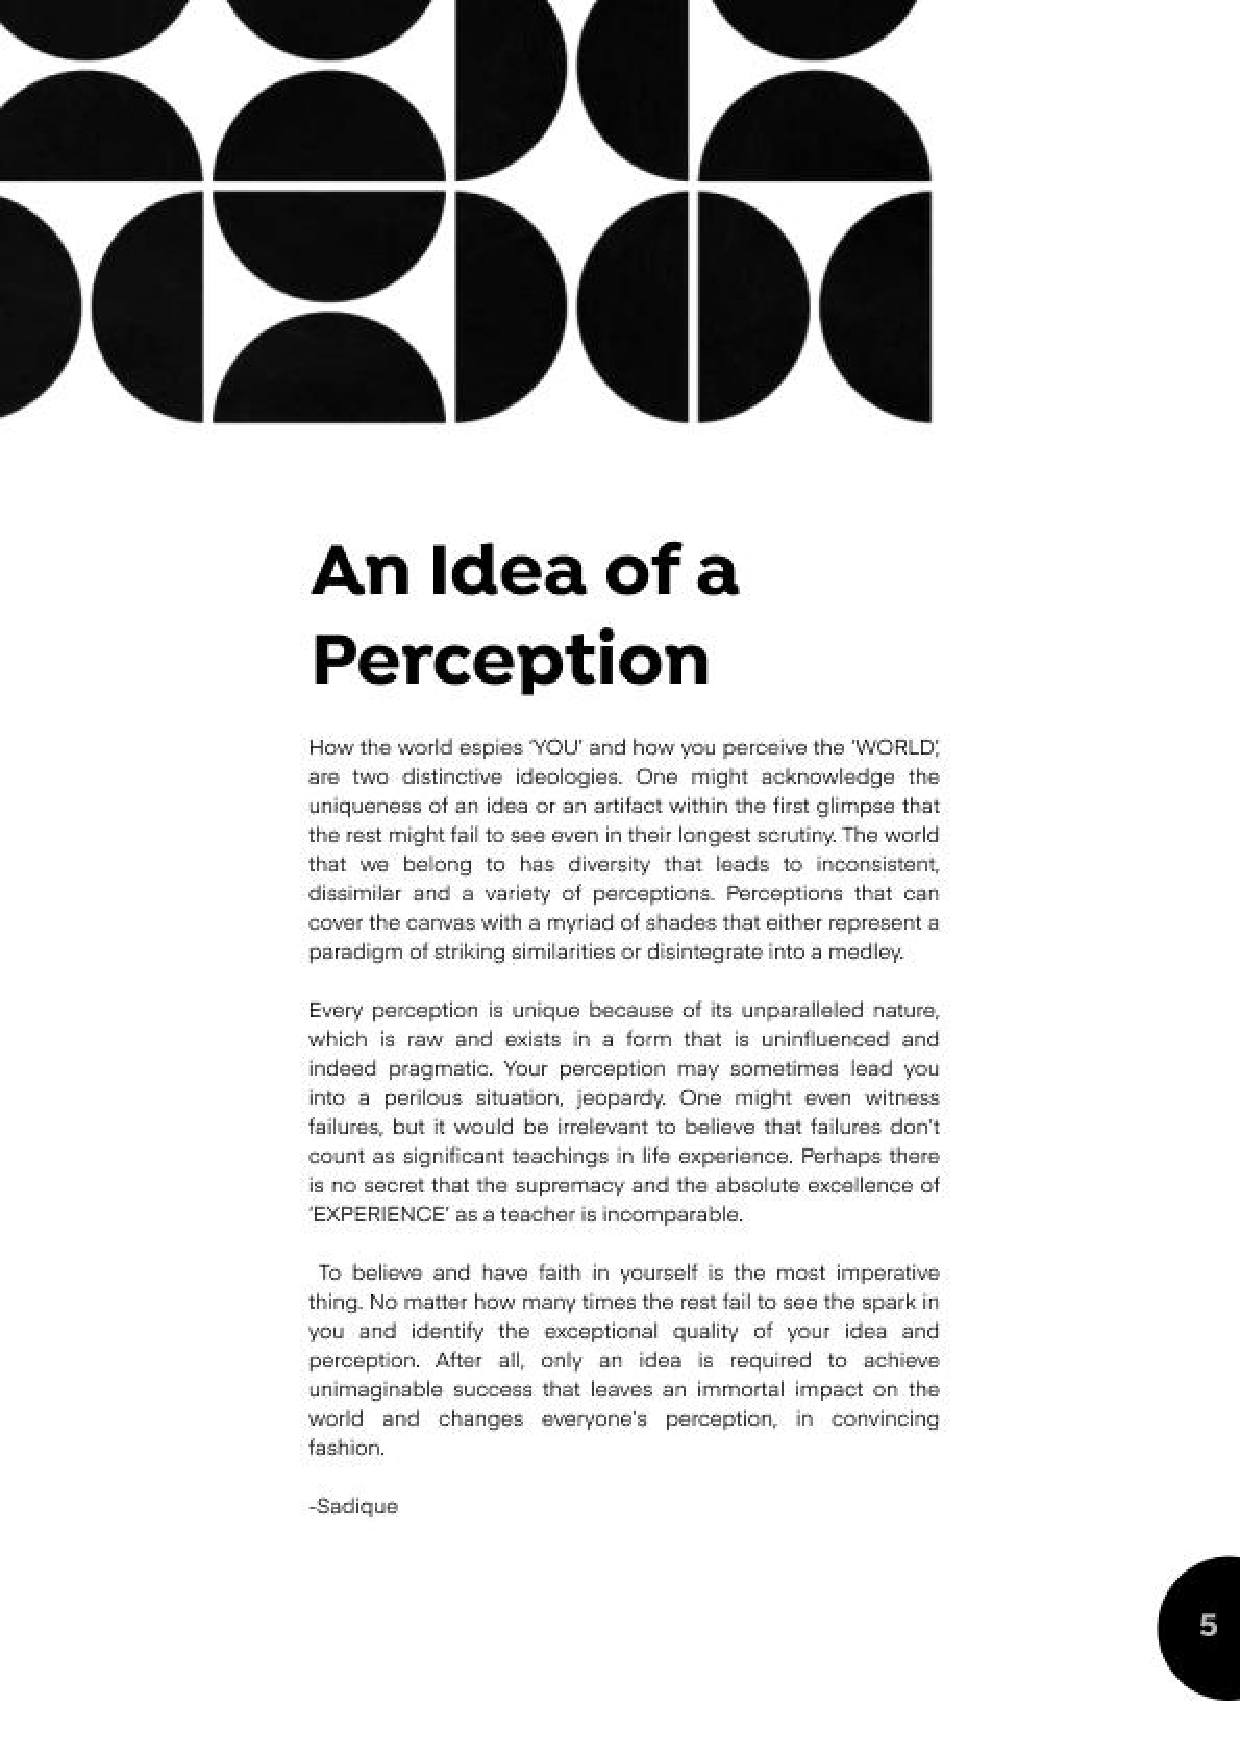 An Idea of a
Perception
How the world espies 'YOU' and how you perceive the 'WORLD',
are two distinctive ideologies. One might acknowledge the
uniqueness of an idea or an artifact within the first glimpse that
the rest might fail to see even in their longest scrutiny. The world
that we belong to has diversity that leads to inconsistent,
dissimilar and a variety of perceptions. Perceptions that can
cover the canvas with a myriad of shades that either represent a
paradigm of striking similarities or disintegrate into a medley.
Every perception is unique because of its unparalleled nature,
which is raw and exists in a form that is uninfluenced and
indeed pragmatic. Your perception may sometimes lead you
into a perilous situation, jeopardy. One might even witness
failures, but it would be irrelevant to believe that failures don't
count as significant teachings in life experience. Perhaps there
is no secret that the supremacy and the absolute excellence of
'EXPERIENCE' as a teacher is incomparable.
To believe and have faith in yourself is the most imperative
thing. No matter how many times the rest fail to see the spark in
you and identify the exceptional quality of your idea and
perception. After all, only an idea is required to achieve
unimaginable success that leaves an immortal impact on the
world and changes everyone's perception, in convincing
fashion.
-Sadique
5